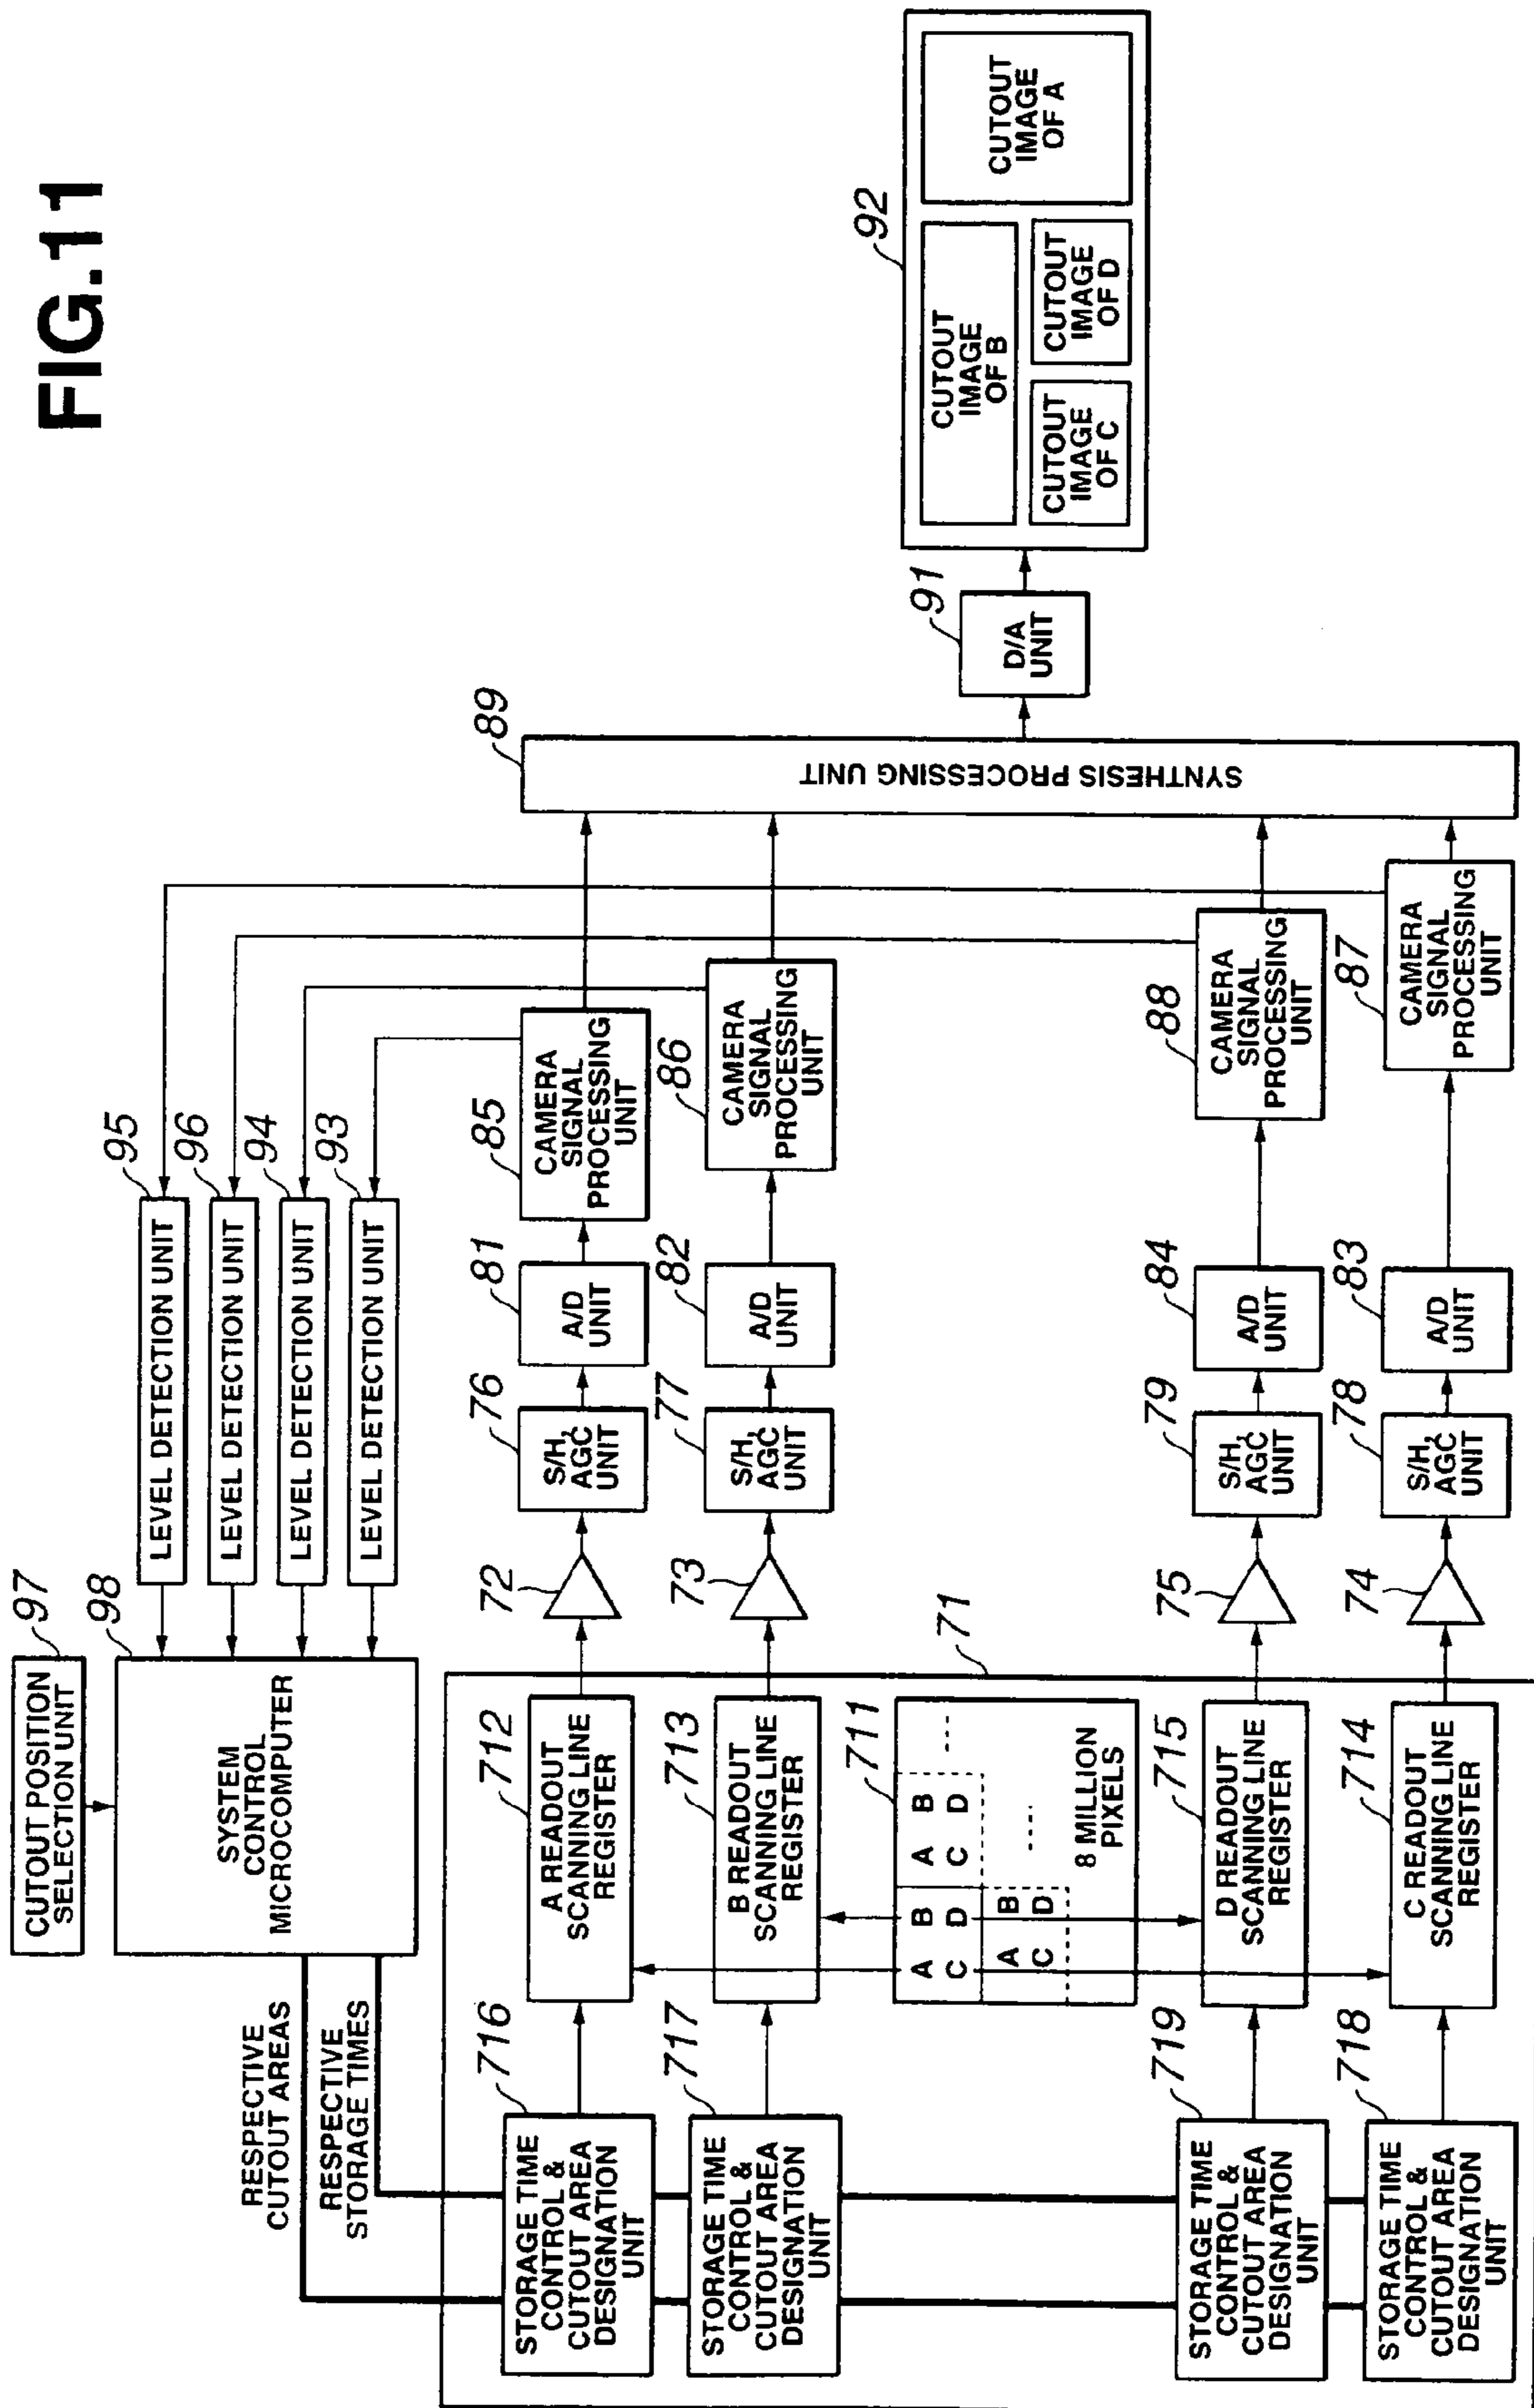 FIG.11
97
CUTOUT POSITION
SELECTION UNIT
98
SYSTEM
CONTROL
MICROCOMPUTER
95
LEVEL DETECTION UNIT
96
LEVEL DETECTION UNIT
94
LEVEL DETECTION UNIT
93
LEVEL DETECTION UNIT
RESPECTIVE
CUTOUT AREAS
RESPECTIVE
STORAGE TIMES
716
STORAGE TIME
CONTROL &
CUTOUT AREA
DESIGNATION
UNIT
712
A READOUT
SCANNING LINE
REGISTER
72
76
S/H,
AGC
UNIT
81
A/D
UNIT
85
CAMERA
SIGNAL
PROCESSING
UNIT
717
STORAGE TIME
CONTROL &
CUTOUT AREA
DESIGNATION
UNIT
713
B READOUT
SCANNING LINE
REGISTER
73
77
S/H,
AGC
UNIT
82
A/D
UNIT
86
CAMERA
SIGNAL
PROCESSING
UNIT
711
A B A B ....
C D C D
A B ....
C D
8 MILLION
PIXELS
71
719
STORAGE TIME
CONTROL &
CUTOUT AREA
DESIGNATION
UNIT
715
D READOUT
SCANNING LINE
REGISTER
75
79
S/H,
AGC
UNIT
84
A/D
UNIT
88
CAMERA
SIGNAL
PROCESSING
UNIT
718
STORAGE TIME
CONTROL &
CUTOUT AREA
DESIGNATION
UNIT
714
C READOUT
SCANNING LINE
REGISTER
74
78
S/H,
AGC
UNIT
83
A/D
UNIT
87
CAMERA
SIGNAL
PROCESSING
UNIT
89
SYNTHESIS PROCESSING UNIT
91
D/A
UNIT
92
CUTOUT
IMAGE
OF B
CUTOUT
IMAGE
OF A
CUTOUT
IMAGE
OF C
CUTOUT
IMAGE
OF D